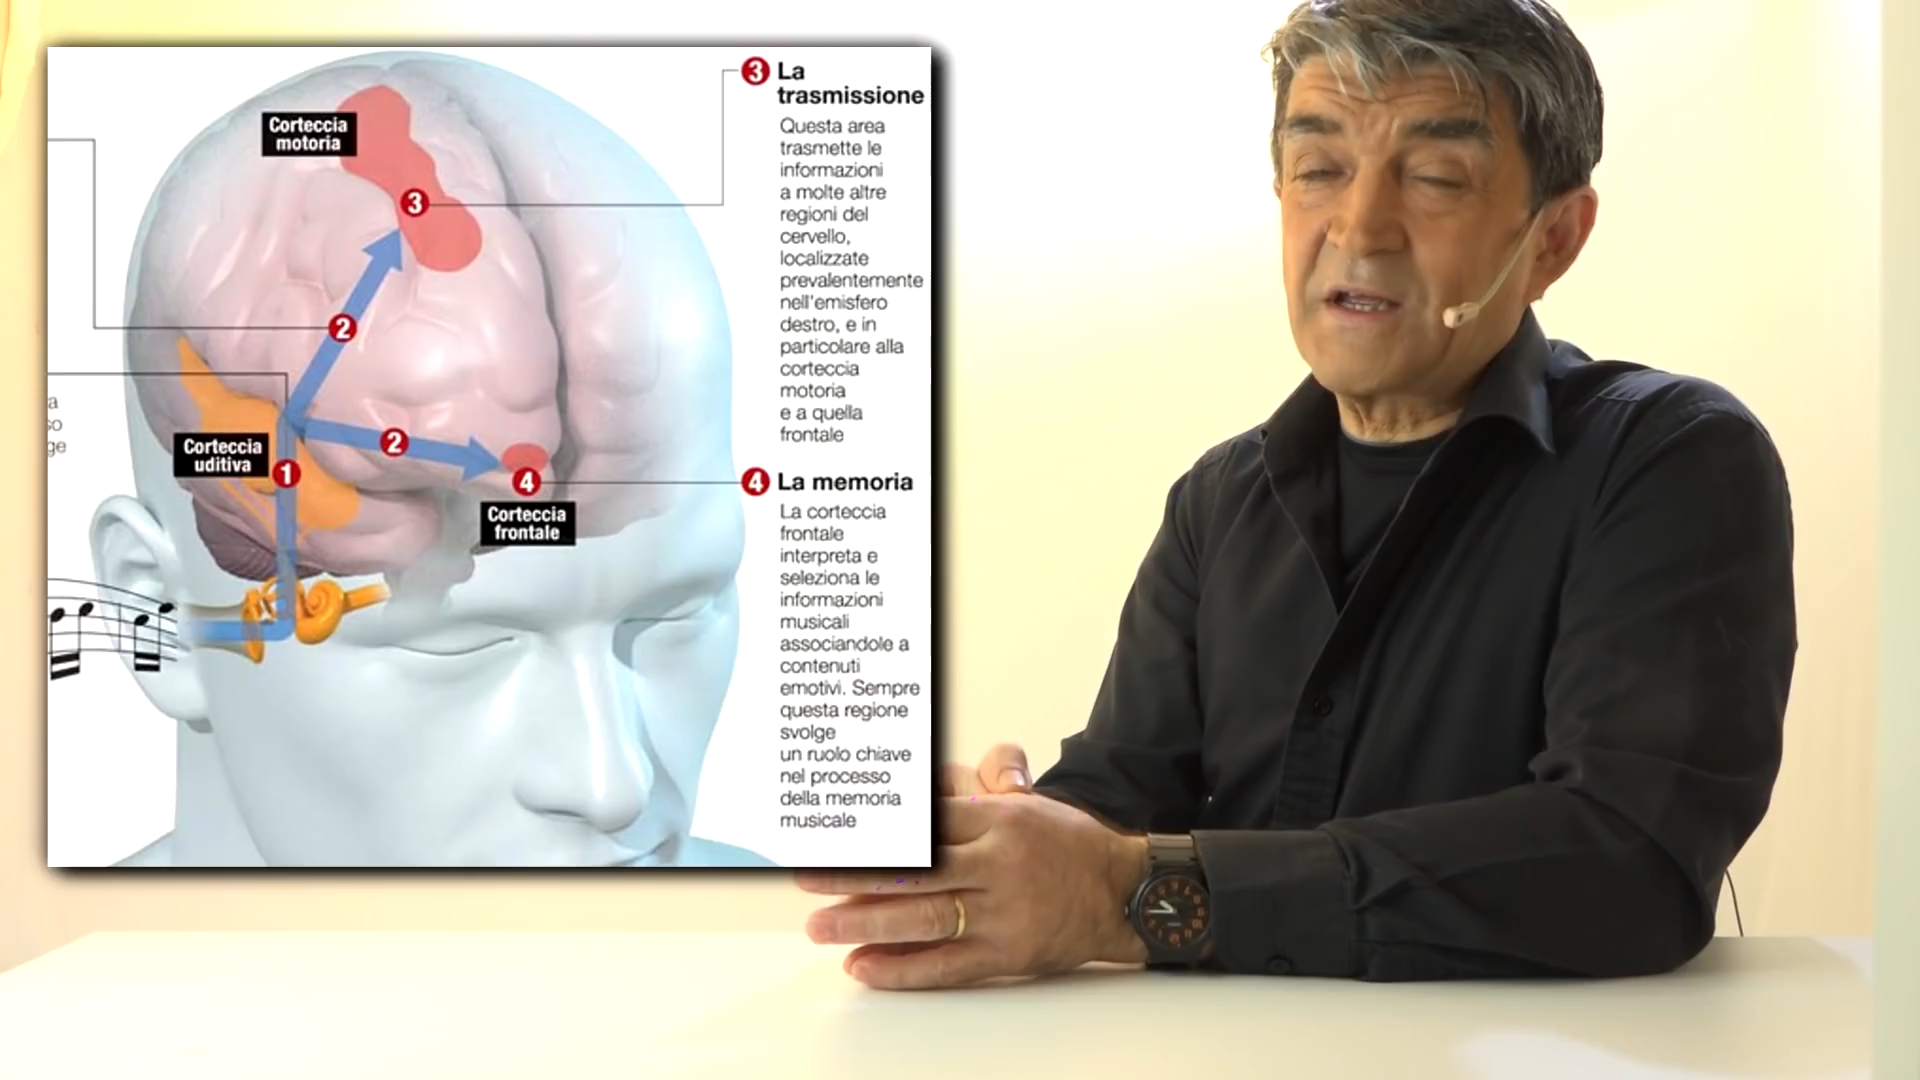 Corteccia
motoria
3
2
Corteccia
uditiva
1
2
4
Corteccia
frontale
a
so
ge
3 La
trasmissione
Questa area
trasmette le
informazioni
a molte altre
regioni del
cervello,
localizzate
prevalentemente
nell'emisfero
destro, e in
particolare alla
corteccia
motoria
e a quella
frontale
4 La memoria
La corteccia
frontale
interpreta e
seleziona le
informazioni
musicali
associandole a
contenuti
emotivi. Sempre
questa regione
svolge
un ruolo chiave
nel processo
della memoria
musicale